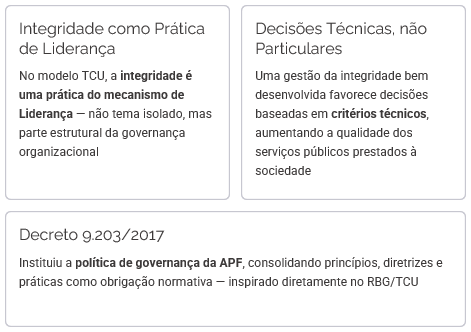 Integridade como Prática
de Liderança
No modelo TCU, a integridade é
uma prática do mecanismo de
Liderança — não tema isolado, mas
parte estrutural da governança
organizacional
Decisões Técnicas, não
Particulares
Uma gestão da integridade bem
desenvolvida favorece decisões
baseadas em critérios técnicos,
aumentando a qualidade dos
serviços públicos prestados à
sociedade
Decreto 9.203/2017
Instituiu a política de governança da APF, consolidando princípios, diretrizes e
práticas como obrigação normativa — inspirado diretamente no RBG/TCU